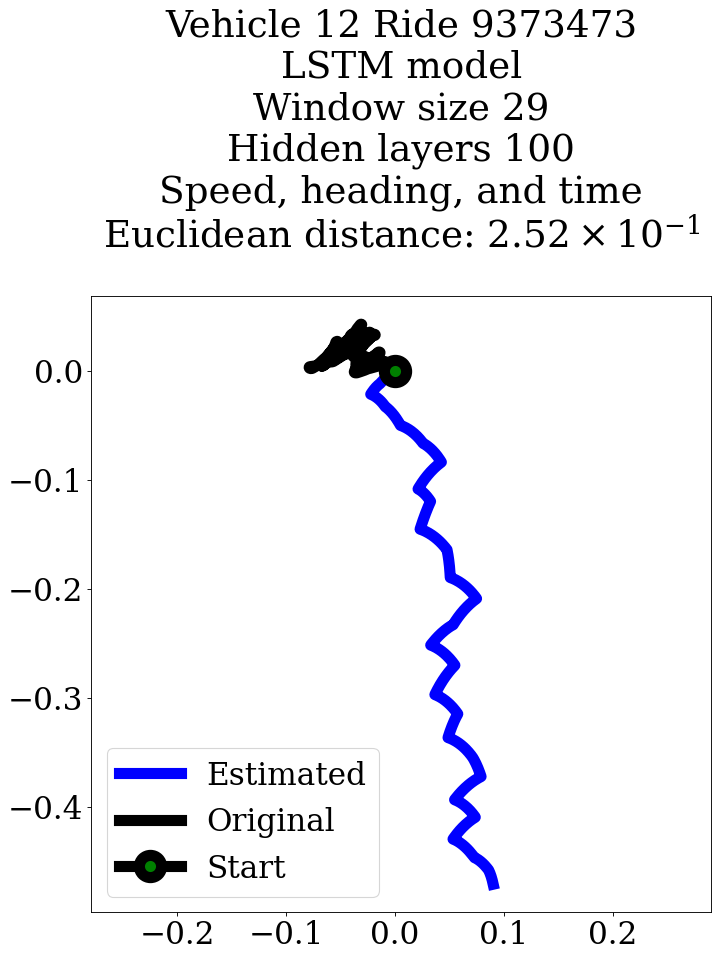 Vehicle 12 Ride 9373473
LSTM model
Window size 29
Hidden layers 100
Speed, heading, and time
Euclidean distance: 2.52 × 10⁻¹
0.0
−0.1
−0.2
−0.3
−0.4
Estimated
Original
Start
−0.2 −0.1 0.0 0.1 0.2